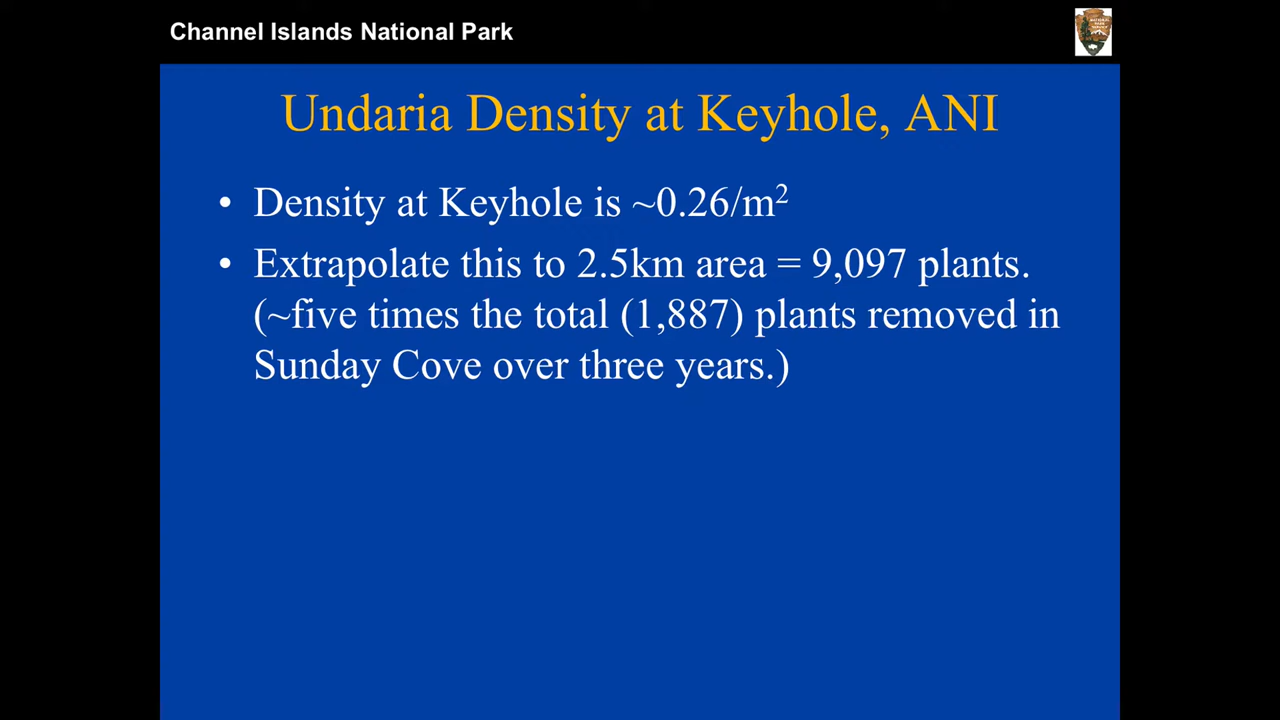 Channel Islands National Park
Undaria Density at Keyhole, ANI
• Density at Keyhole is ~0.26/m²
• Extrapolate this to 2.5km area = 9,097 plants.
(~five times the total (1,887) plants removed in
Sunday Cove over three years.)